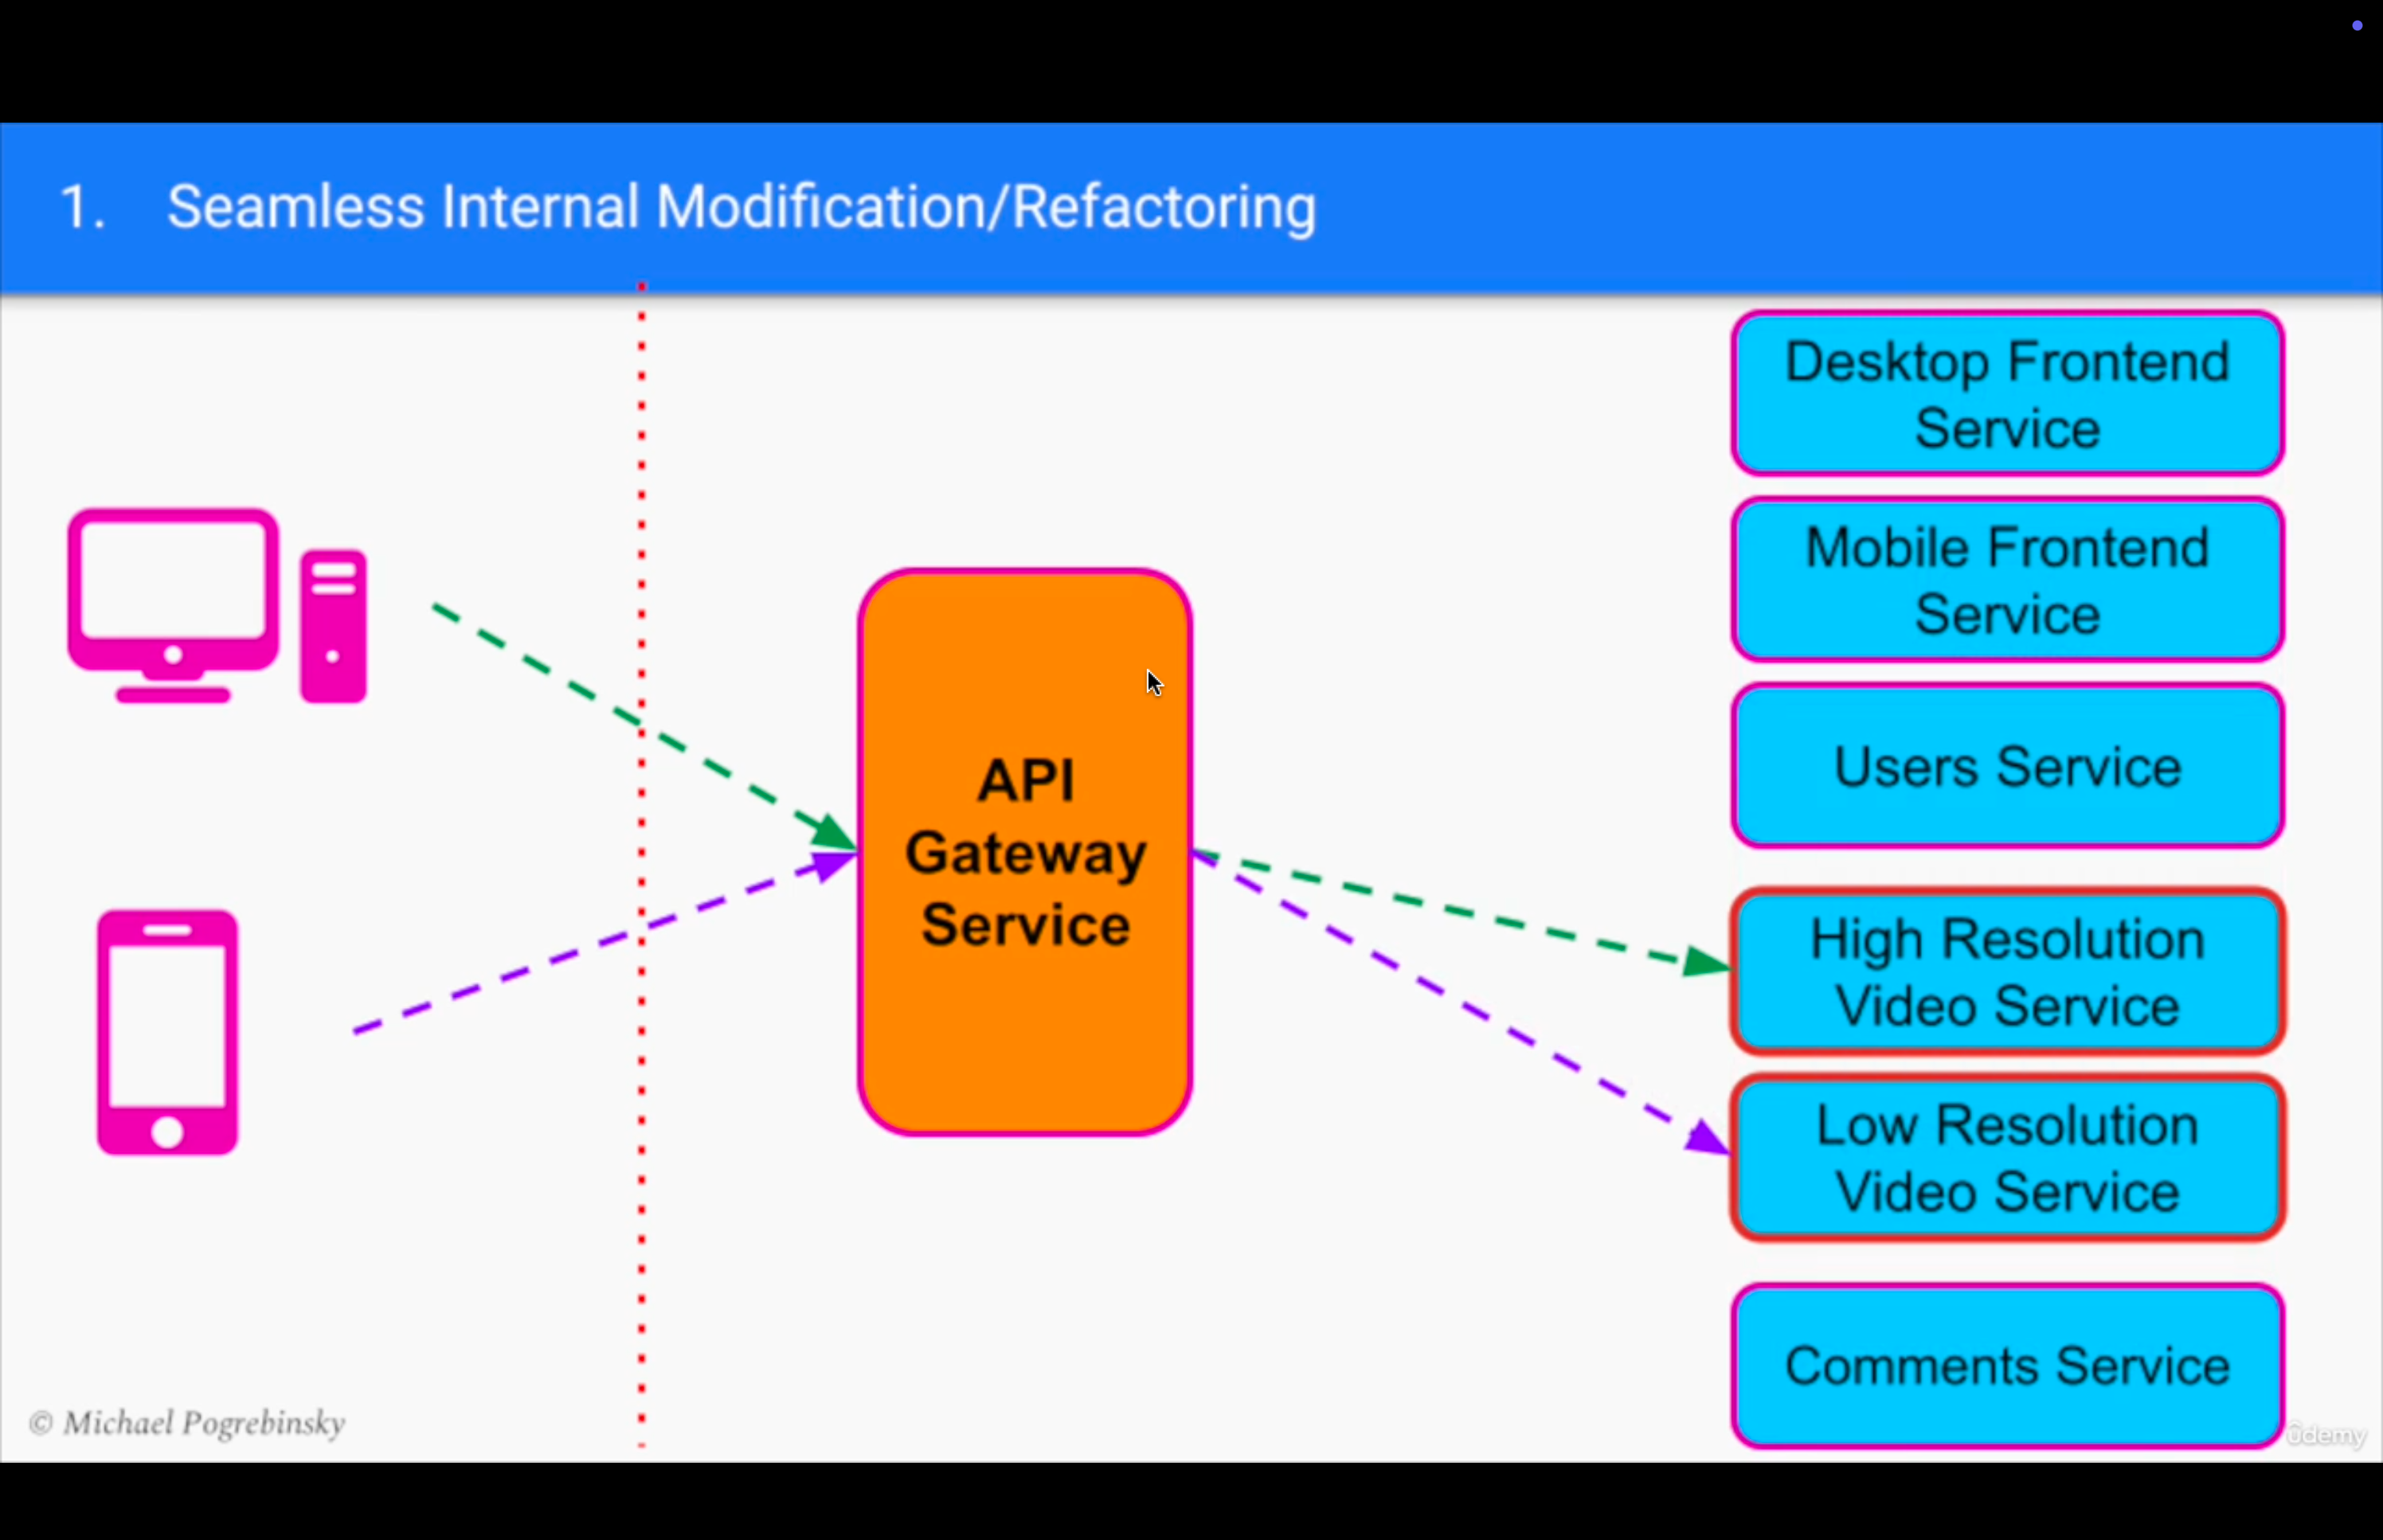 1. Seamless Internal Modification/Refactoring
Desktop Frontend
Service
Mobile Frontend
Service
Users Service
API
Gateway
Service
High Resolution
Video Service
Low Resolution
Video Service
Comments Service
© Michael Pogrebinsky
ûdemy